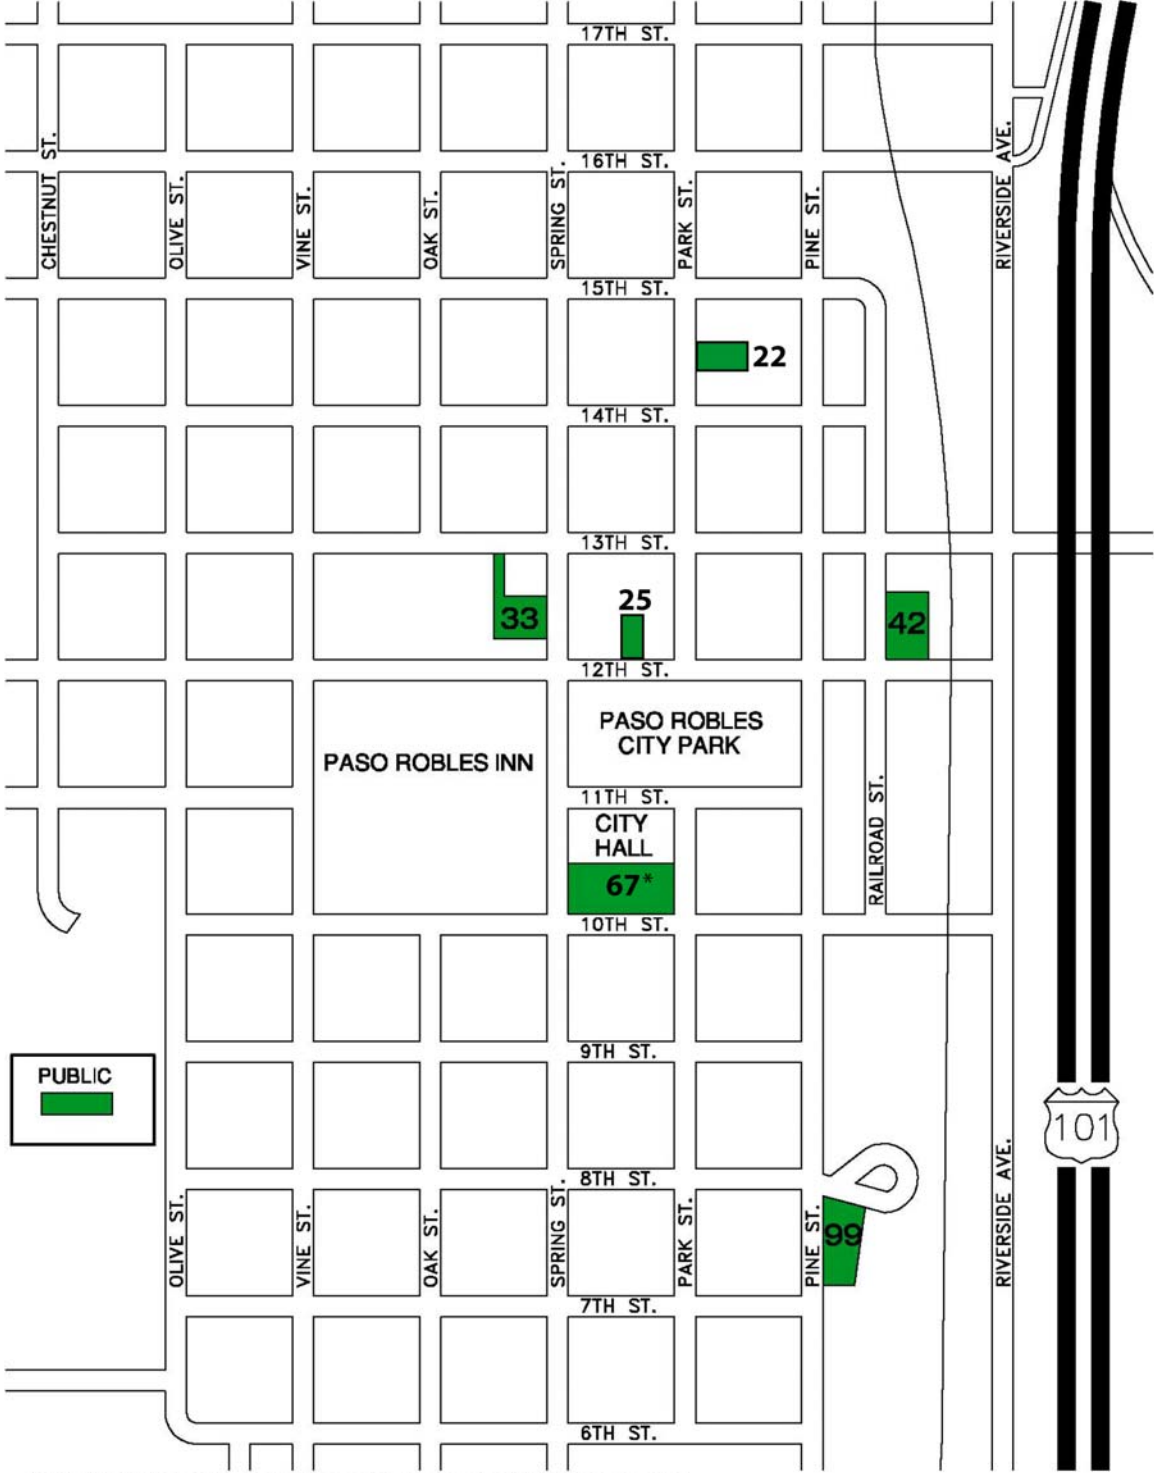 17TH ST.
CHESTNUT ST.
OLIVE ST.
VINE ST.
OAK ST.
SPRING ST.
16TH ST.
PARK ST.
PINE ST.
RIVERSIDE AVE.
15TH ST.
22
14TH ST.
13TH ST.
33
25
42
12TH ST.
PASO ROBLES INN
PASO ROBLES
CITY PARK
11TH ST.
CITY
HALL
67*
RAILROAD ST.
10TH ST.
9TH ST.
PUBLIC
101
8TH ST.
OLIVE ST.
VINE ST.
OAK ST.
SPRING ST.
PARK ST.
PINE ST.
99
RIVERSIDE AVE.
7TH ST.
6TH ST.